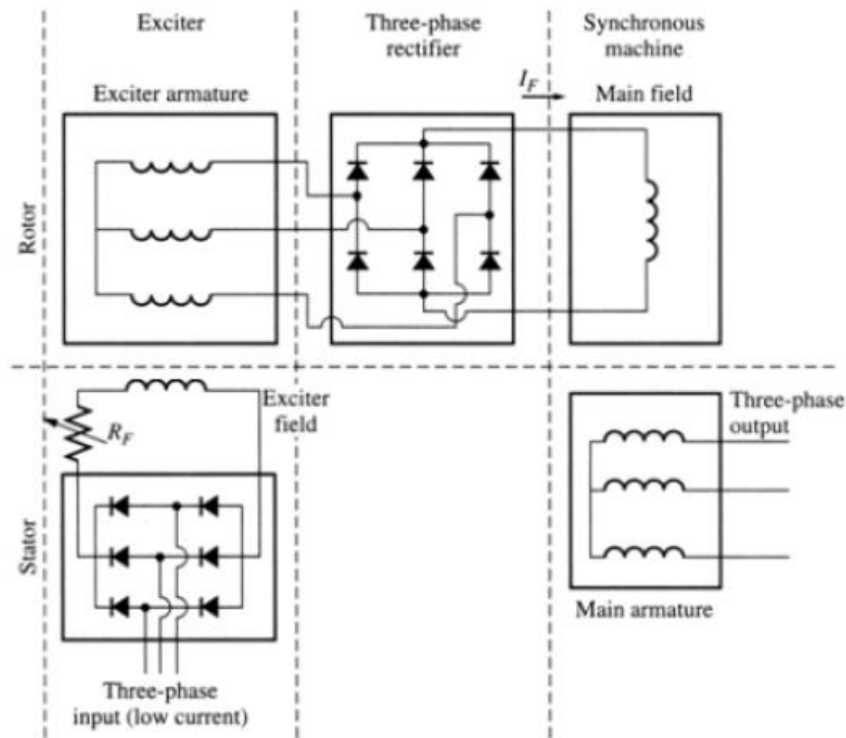 Exciter
Three-phase
rectifier
Synchronous
machine
Exciter armature
I_F
Main field
Rotor
Exciter
field
R_F
Three-phase
output
Stator
Main armature
Three-phase
input (low current)